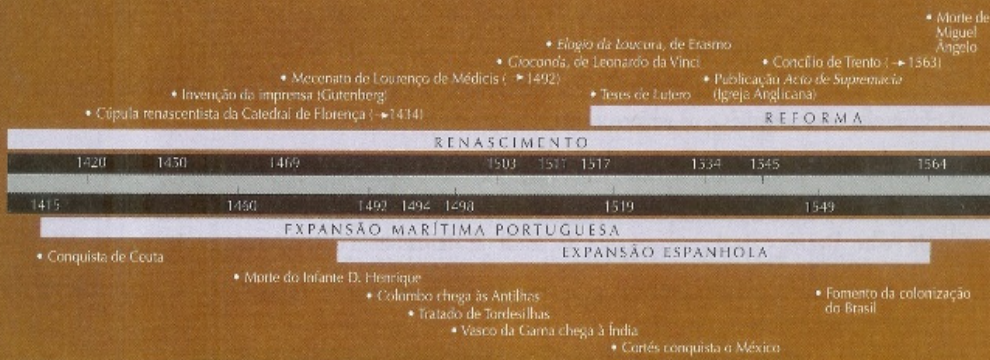 • Morte de
Miguel
Ângelo
• Elogio da Loucura, de Erasmo
• Gioconda, de Leonardo da Vinci
• Concílio de Trento (→1563)
• Mecenato de Lourenço de Médicis (→1492)
• Publicação Acto de Supremacia
(Igreja Anglicana)
• Invenção da imprensa (Gutenberg)
• Teses de Lutero
• Cúpula renascentista da Catedral de Florença (→1434)
REFORMA
RENASCIMENTO
1420 1450 1469 1503 1511 1517 1534 1545 1564
1415 1460 1492 1494 1498 1519 1549
EXPANSÃO MARÍTIMA PORTUGUESA
EXPANSÃO ESPANHOLA
• Conquista de Ceuta
• Morte do Infante D. Henrique
• Colombo chega às Antilhas
• Fomento da colonização
do Brasil
• Tratado de Tordesilhas
• Vasco da Gama chega à Índia
• Cortés conquista o México